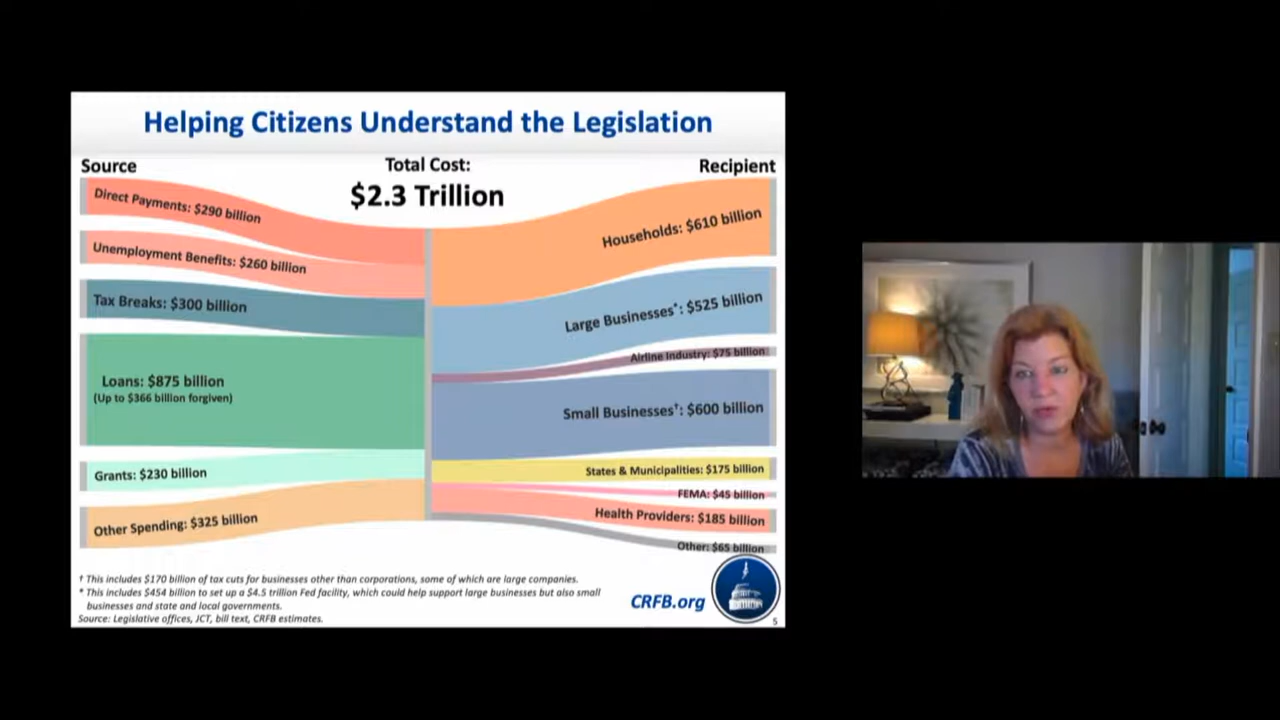 Helping Citizens Understand the Legislation
Source
Total Cost:
Recipient
$2.3 Trillion
Direct Payments: $290 billion
Unemployment Benefits: $260 billion
Tax Breaks: $300 billion
Loans: $875 billion
(Up to $366 billion forgiven)
Grants: $230 billion
Other Spending: $325 billion
Households: $610 billion
Large Businesses*: $525 billion
Airline Industry: $75 billion
Small Businesses†: $600 billion
States & Municipalities: $175 billion
FEMA: $45 billion
Health Providers: $185 billion
Other: $65 billion
† This includes $170 billion of tax cuts for businesses other than corporations, some of which are large companies.
* This includes $454 billion to set up a $4.5 trillion Fed facility, which could help support large businesses but also small
businesses and state and local governments.
Source: Legislative offices, JCT, bill text, CRFB estimates.
CRFB.org
5